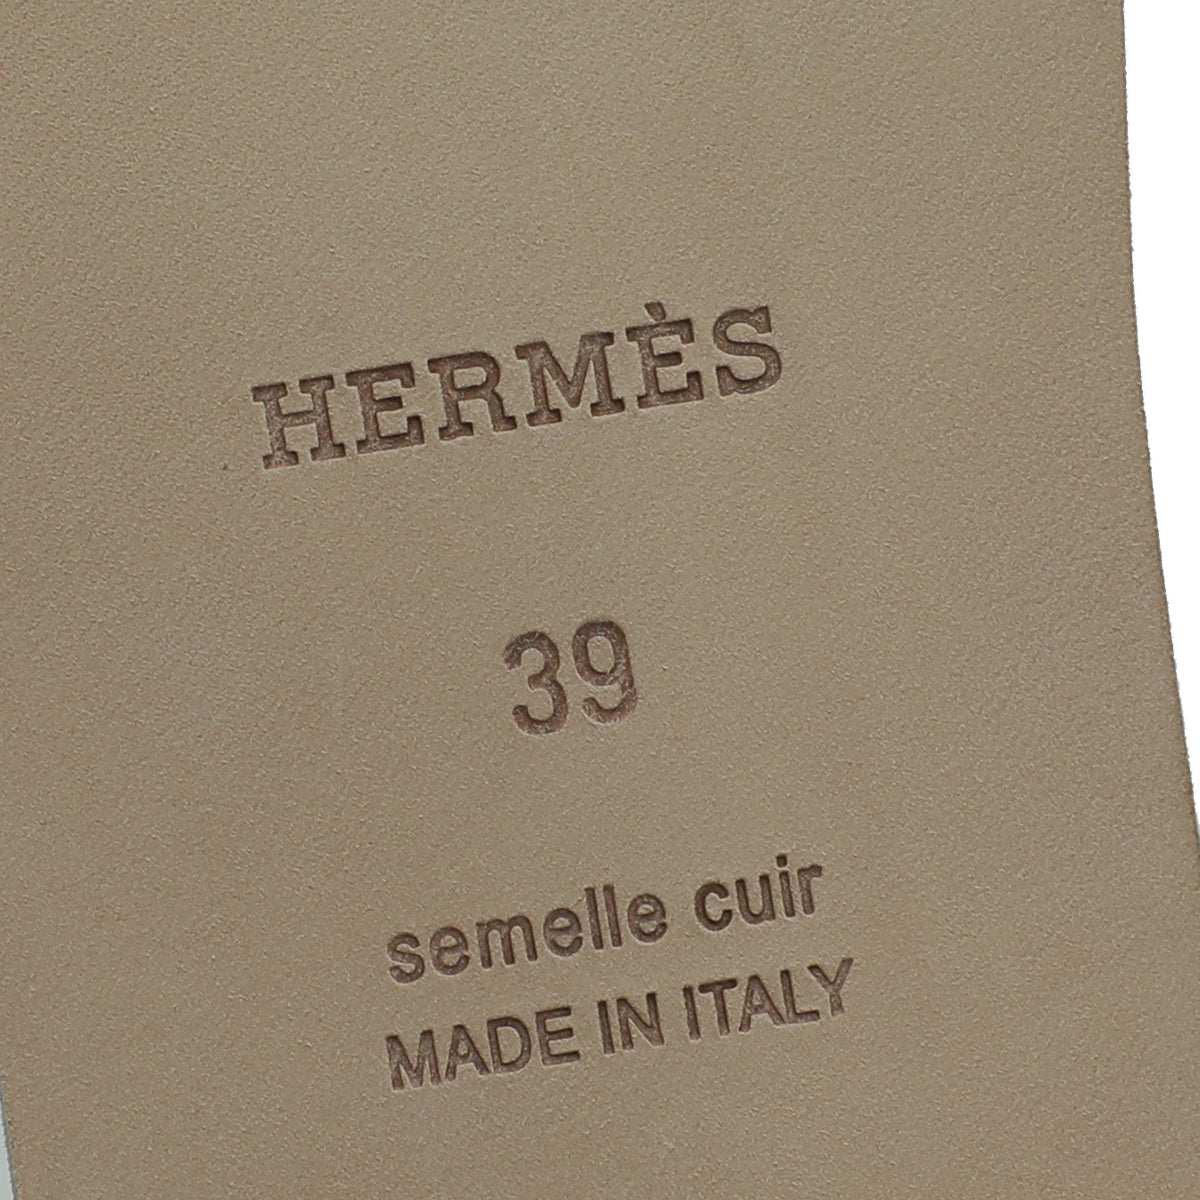 HERMÈS
39
semelle cuir
MADE IN ITALY